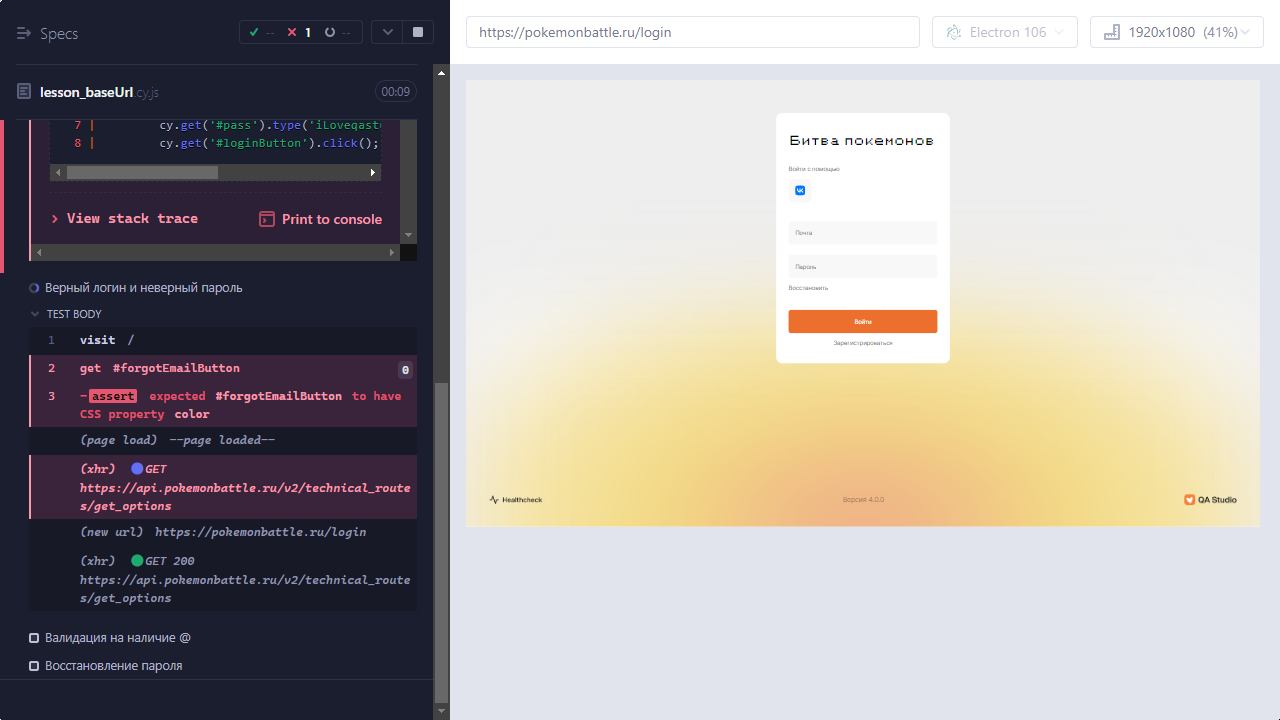 Specs
-- 1 --
https://pokemonbattle.ru/login
Electron 106
1920x1080 (41%)
lesson_baseUrl.cy.js
00:09
7 | cy.get('#pass').type('iLoveqast
8 | cy.get('#loginButton').click();
> View stack trace
Print to console
Верный логин и неверный пароль
TEST BODY
1 visit /
2 get #forgotEmailButton 0
3 -assert expected #forgotEmailButton to have
CSS property color
(page load) --page loaded--
(xhr) GET
https://api.pokemonbattle.ru/v2/technical_route
s/get_options
(new url) https://pokemonbattle.ru/login
(xhr) GET 200
https://api.pokemonbattle.ru/v2/technical_route
s/get_options
Валидация на наличие @
Восстановление пароля
Битва покемонов
Войти с помощью
Почта
Пароль
Восстановить
Войти
Зарегистрироваться
Healthcheck
Версия 4.0.0
QA Studio